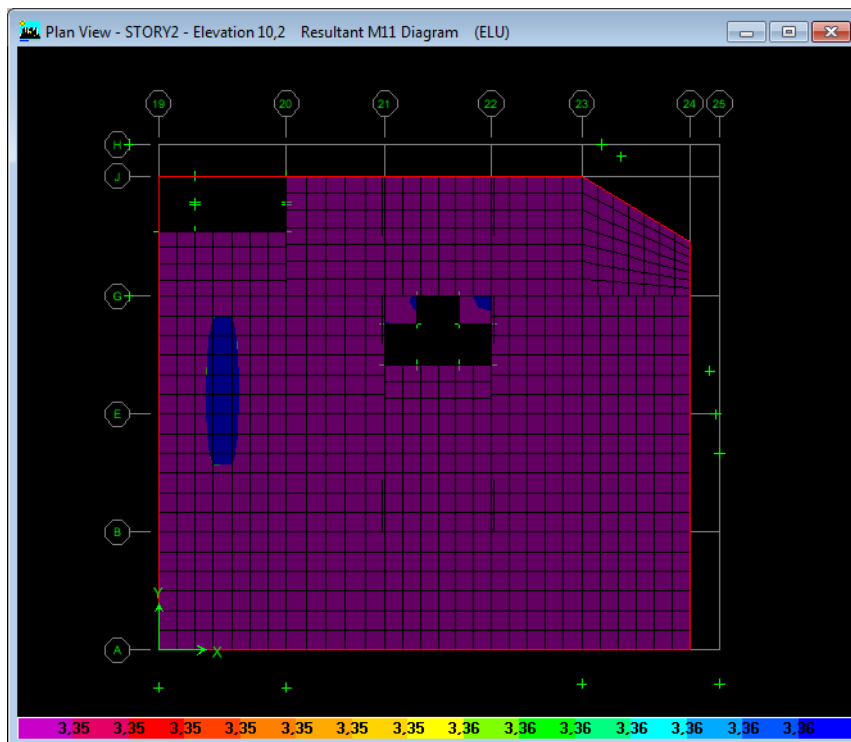 Plan View - STORY2 - Elevation 10,2 Resultant M11 Diagram (ELU)
19 20 21 22 23 24 25
H
J
G
E
B
A
Y
X
3,35 3,35 3,35 3,35 3,35 3,35 3,35 3,36 3,36 3,36 3,36 3,36 3,36 3,36